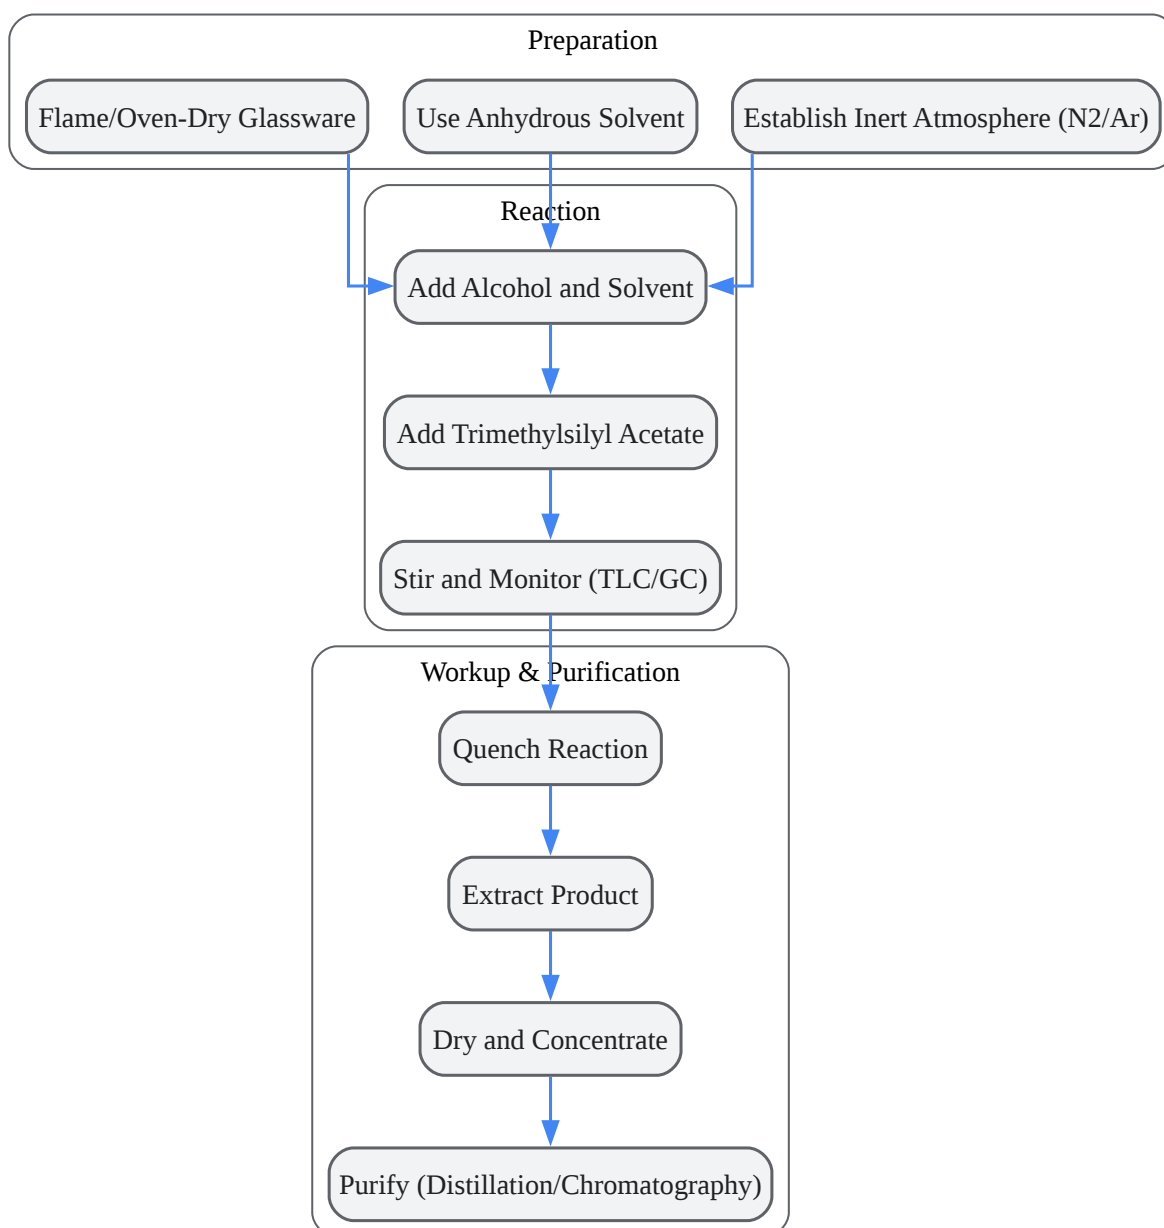 Preparation
Flame/Oven-Dry Glassware
Use Anhydrous Solvent
Establish Inert Atmosphere (N2/Ar)
Reaction
Add Alcohol and Solvent
Add Trimethylsilyl Acetate
Stir and Monitor (TLC/GC)
Workup & Purification
Quench Reaction
Extract Product
Dry and Concentrate
Purify (Distillation/Chromatography)